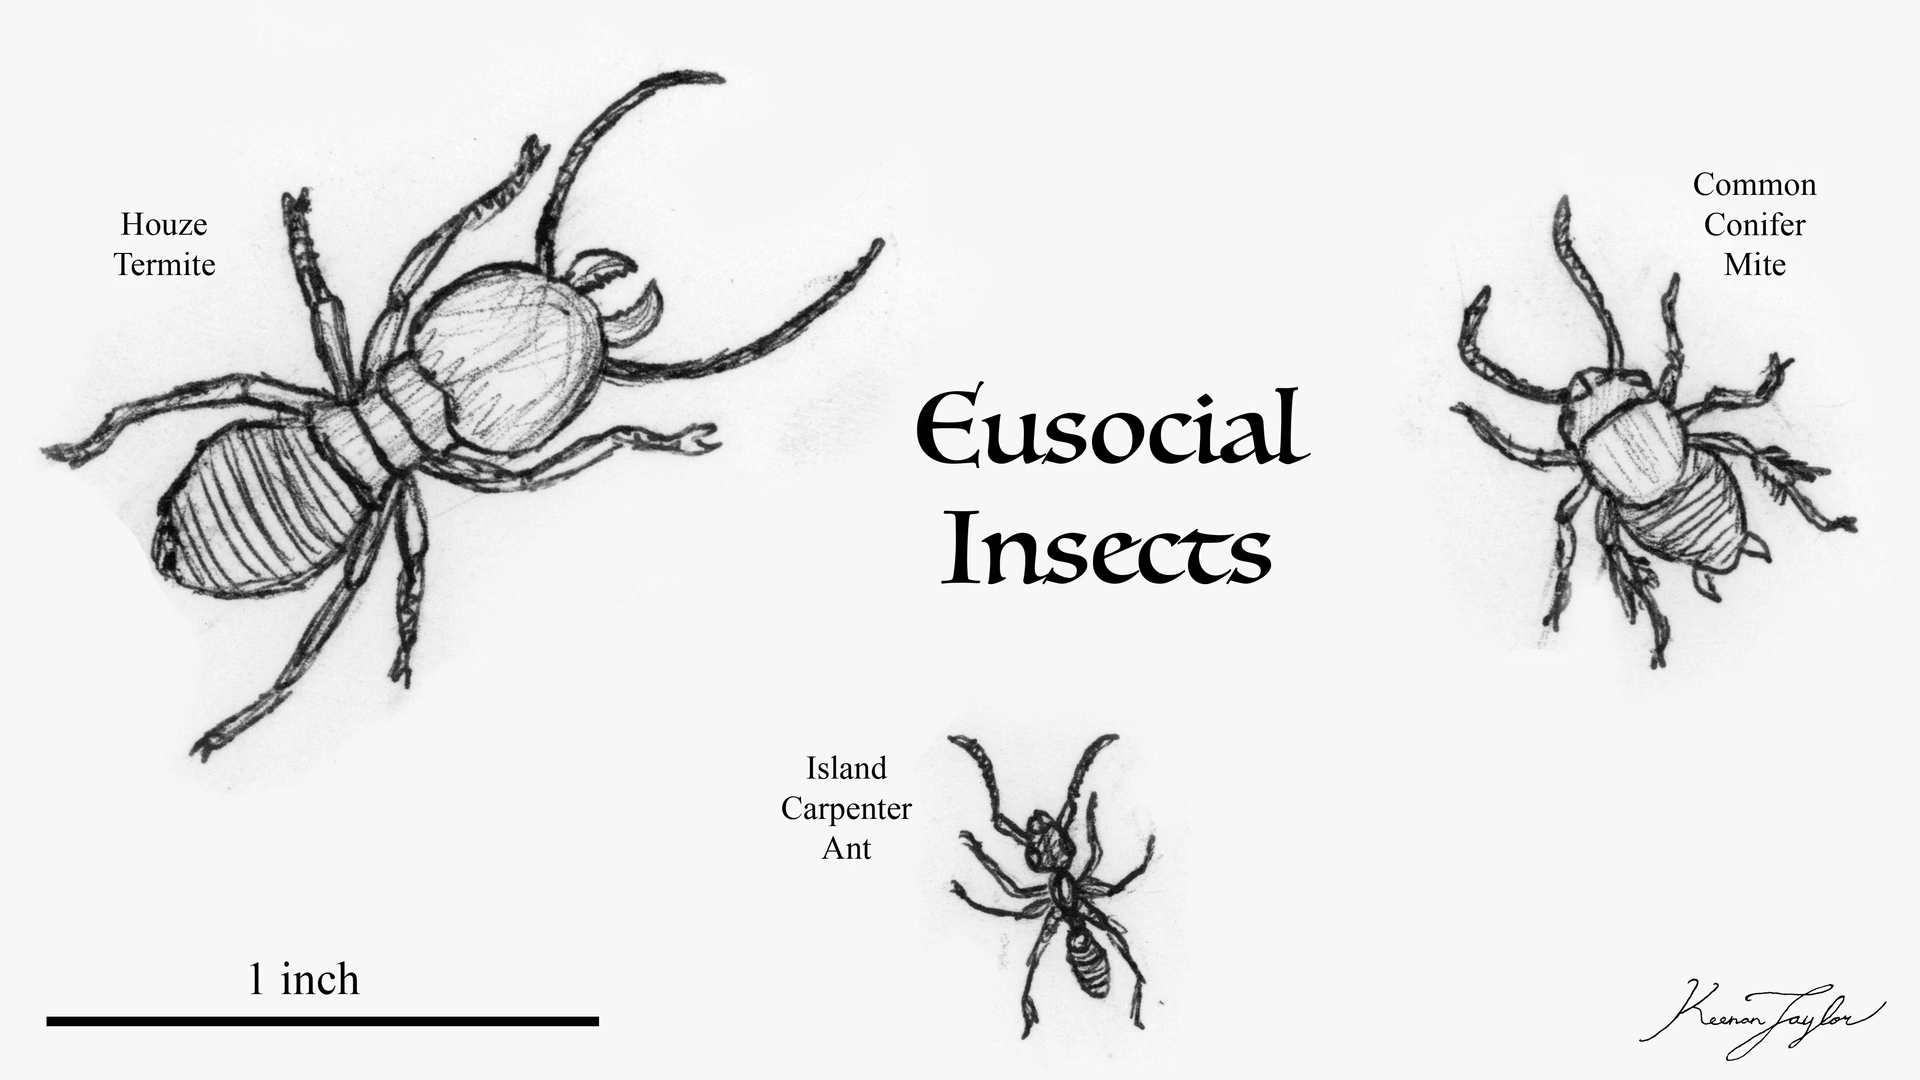 Houze
Termite
Common
Conifer
Mite
Eusocial
Insects
Island
Carpenter
Ant
1 inch
Keenan Taylor